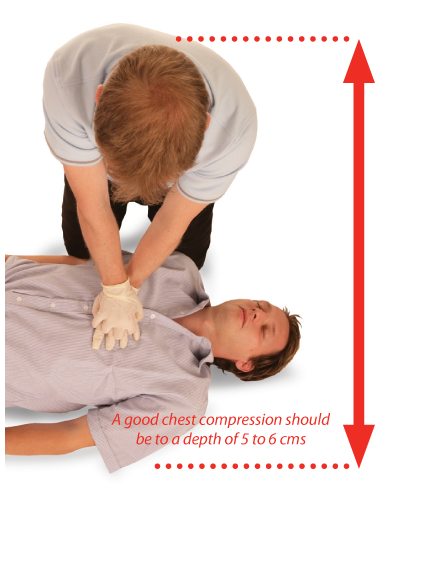 A good chest compression should
be to a depth of 5 to 6 cms